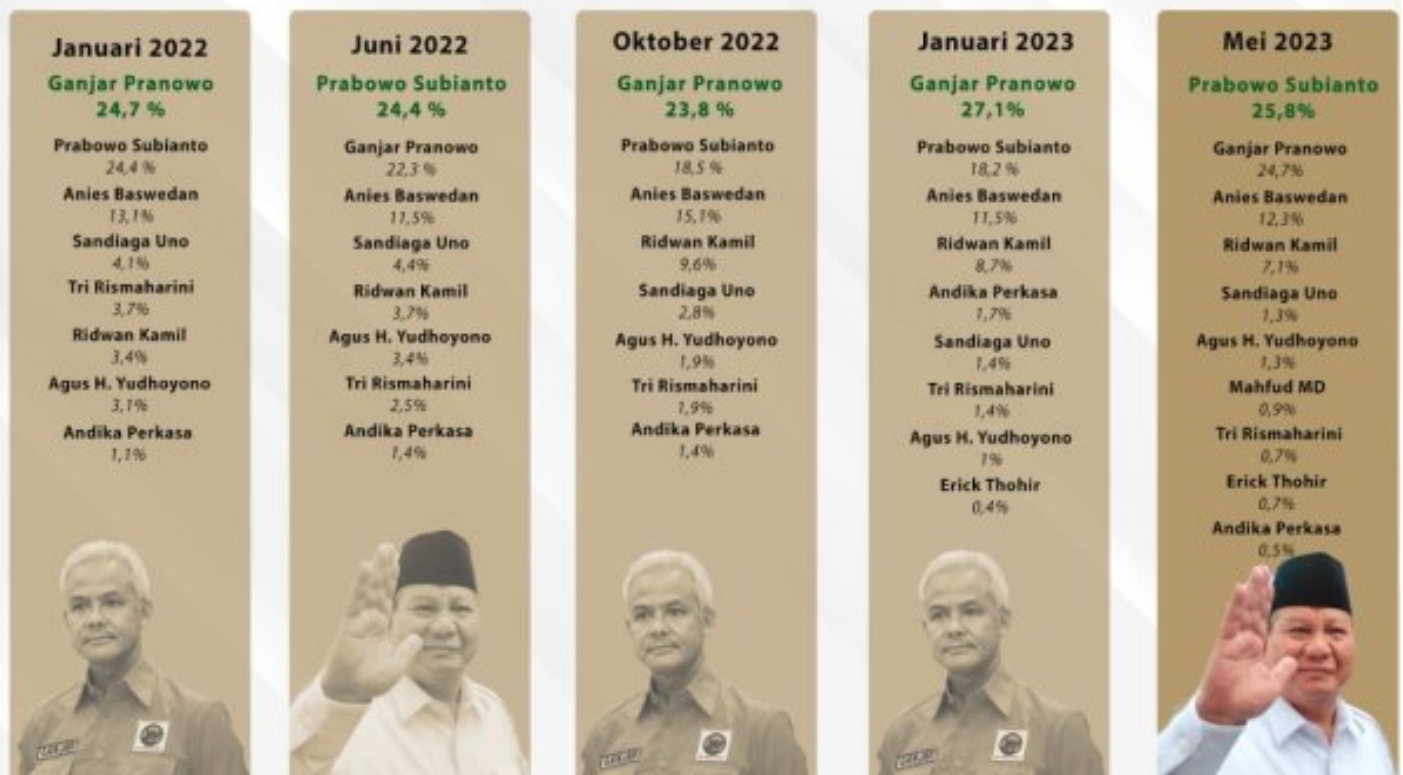 Januari 2022
Ganjar Pranowo
24,7 %
Prabowo Subianto
24,4 %
Anies Baswedan
13,1%
Sandiaga Uno
4,1%
Tri Rismaharini
3,7%
Ridwan Kamil
3,4%
Agus H. Yudhoyono
3,1%
Andika Perkasa
1,1%
Juni 2022
Prabowo Subianto
24,4 %
Ganjar Pranowo
22,3 %
Anies Baswedan
11,5%
Sandiaga Uno
4,4%
Ridwan Kamil
3,7%
Agus H. Yudhoyono
3,4%
Tri Rismaharini
2,5%
Andika Perkasa
1,4%
Oktober 2022
Ganjar Pranowo
23,8 %
Prabowo Subianto
18,5 %
Anies Baswedan
15,1%
Ridwan Kamil
9,6%
Sandiaga Uno
2,8%
Agus H. Yudhoyono
1,9%
Tri Rismaharini
1,9%
Andika Perkasa
1,4%
Januari 2023
Ganjar Pranowo
27,1%
Prabowo Subianto
18,2 %
Anies Baswedan
11,5%
Ridwan Kamil
8,7%
Andika Perkasa
1,7%
Sandiaga Uno
1,4%
Tri Rismaharini
1,4%
Agus H. Yudhoyono
1%
Erick Thohir
0,4%
Mei 2023
Prabowo Subianto
25,8%
Ganjar Pranowo
24,7%
Anies Baswedan
12,3%
Ridwan Kamil
7,1%
Sandiaga Uno
1,3%
Agus H. Yudhoyono
1,3%
Mahfud MD
0,9%
Tri Rismaharini
0,7%
Erick Thohir
0,7%
Andika Perkasa
0,5%